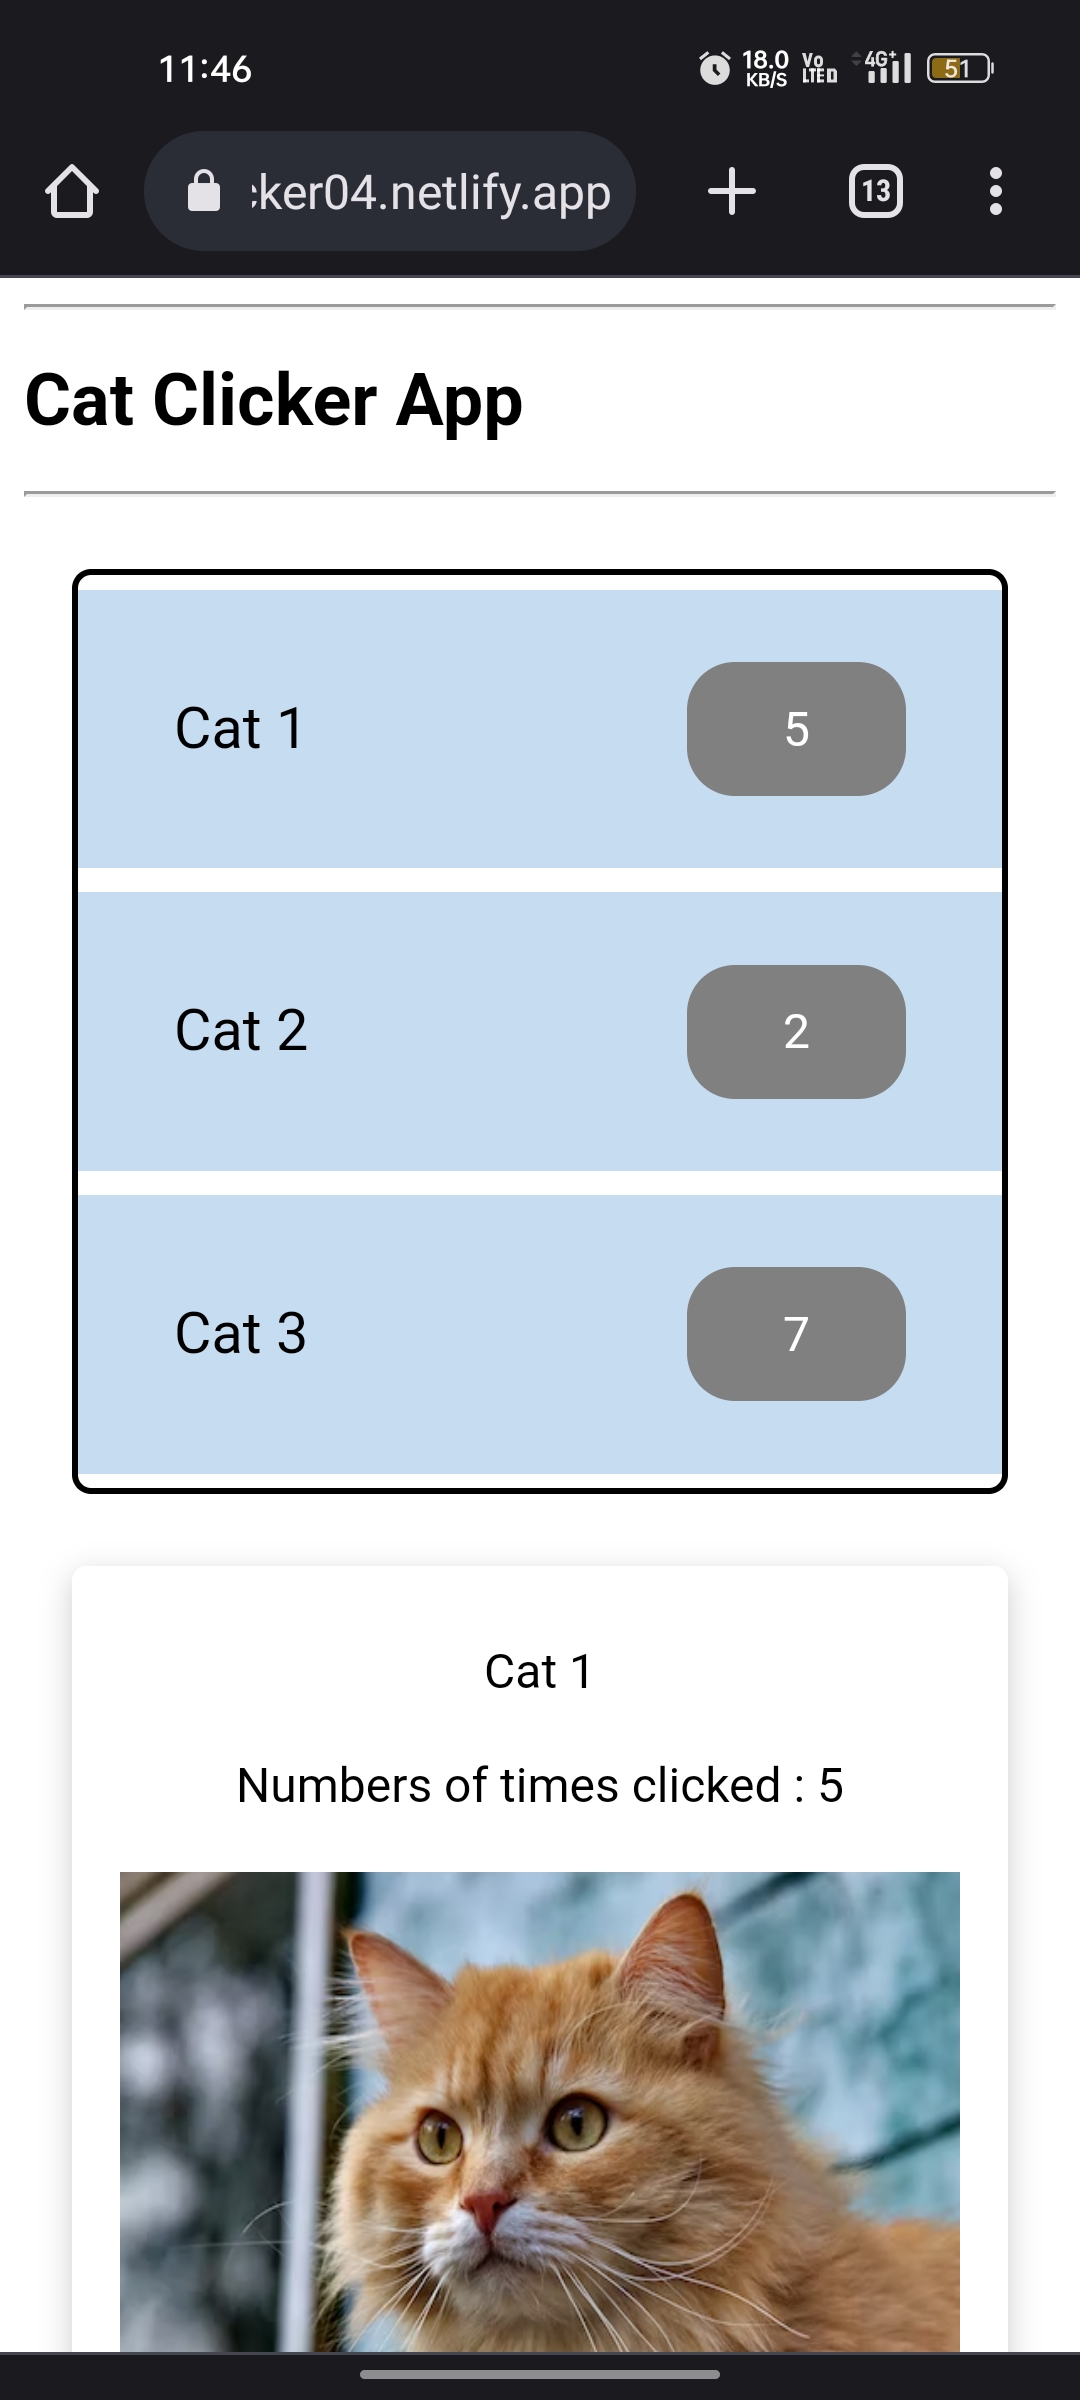 11:46
18.0 KB/S Vo LTE D 4G+ 51
ker04.netlify.app
13
Cat Clicker App
Cat 1
5
Cat 2
2
Cat 3
7
Cat 1
Numbers of times clicked : 5